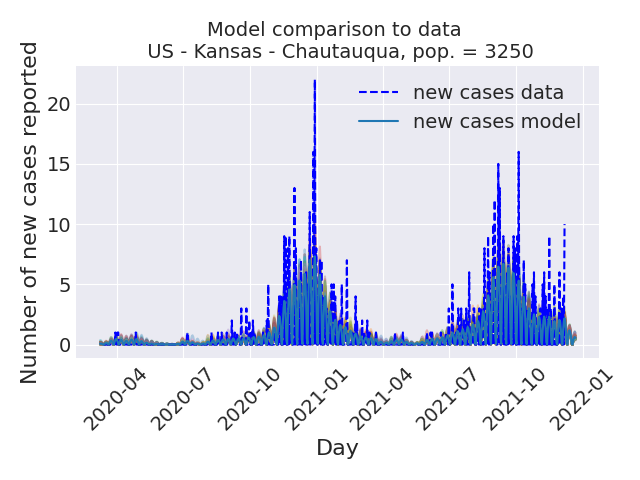 Model comparison to data
US - Kansas - Chautauqua, pop. = 3250
Number of new cases reported
20
15
10
5
0
new cases data
new cases model
2020-04
2020-07
2020-10
2021-01
2021-04
2021-07
2021-10
2022-01
Day